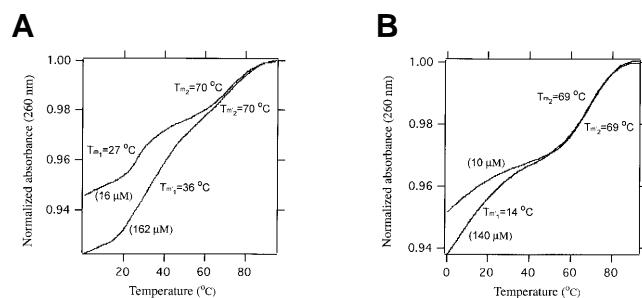 A
Normalized absorbance (260 nm)
1.00
0.98
0.96
0.94
Tm2=70 °C
Tm'2=70 °C
Tm1=27 °C
(16 µM)
Tm'1=36 °C
(162 µM)
20
40
60
80
Temperature (°C)
B
Normalized absorbance (260 nm)
1.00
0.98
0.96
0.94
Tm2=69 °C
Tm'2=69 °C
(10 µM)
Tm'1=14 °C
(140 µM)
0
20
40
60
80
Temperature (°C)